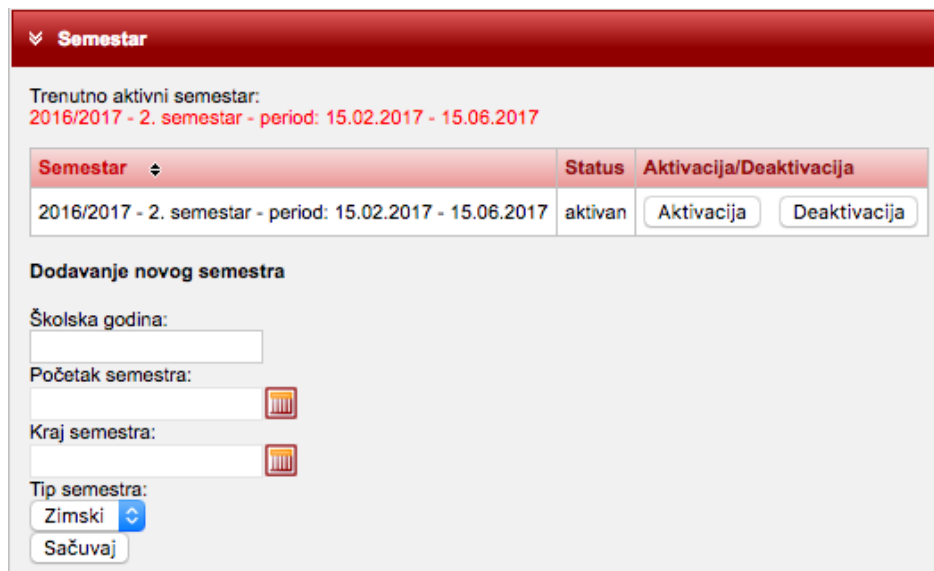 Semestar
Trenutno aktivni semestar:
2016/2017 - 2. semestar - period: 15.02.2017 - 15.06.2017
Semestar Status Aktivacija/Deaktivacija
2016/2017 - 2. semestar - period: 15.02.2017 - 15.06.2017 aktivan Aktivacija Deaktivacija
Dodavanje novog semestra
Školska godina:
Početak semestra:
Kraj semestra:
Tip semestra:
Zimski
Sačuvaj